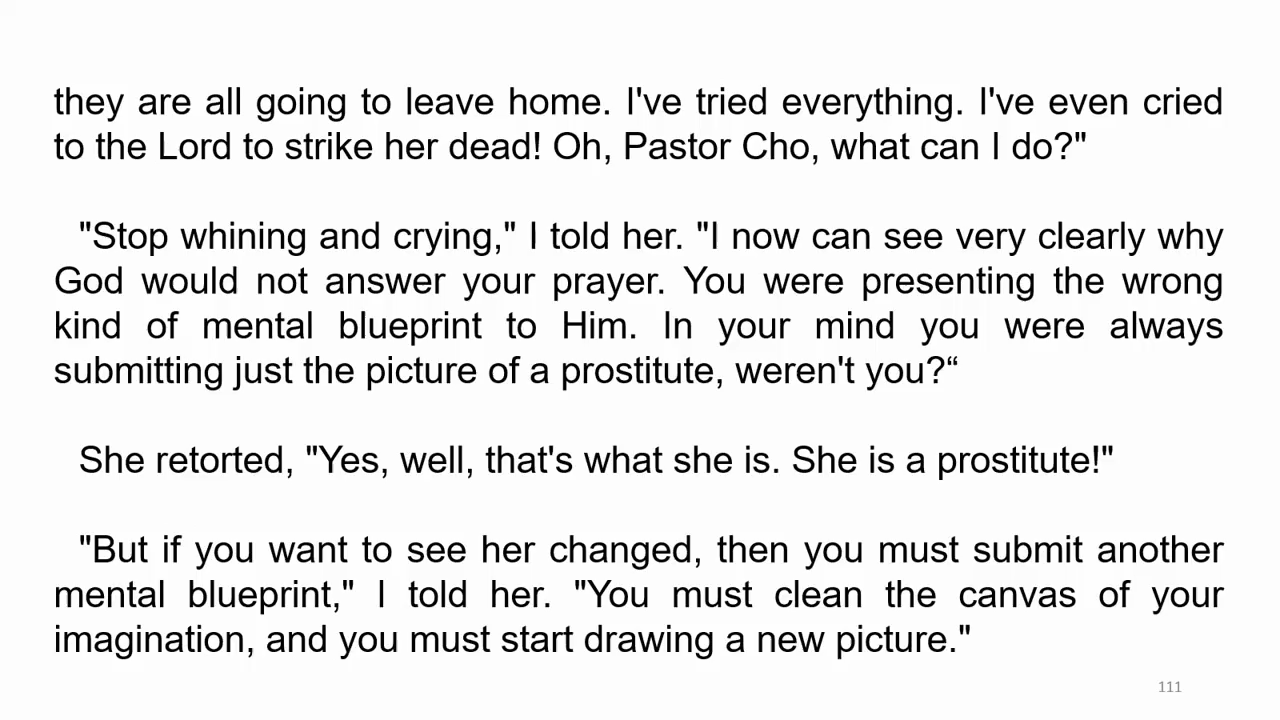 they are all going to leave home. I've tried everything. I've even cried
to the Lord to strike her dead! Oh, Pastor Cho, what can I do?"
"Stop whining and crying," I told her. "I now can see very clearly why
God would not answer your prayer. You were presenting the wrong
kind of mental blueprint to Him. In your mind you were always
submitting just the picture of a prostitute, weren't you?“
She retorted, "Yes, well, that's what she is. She is a prostitute!"
"But if you want to see her changed, then you must submit another
mental blueprint," I told her. "You must clean the canvas of your
imagination, and you must start drawing a new picture."
111